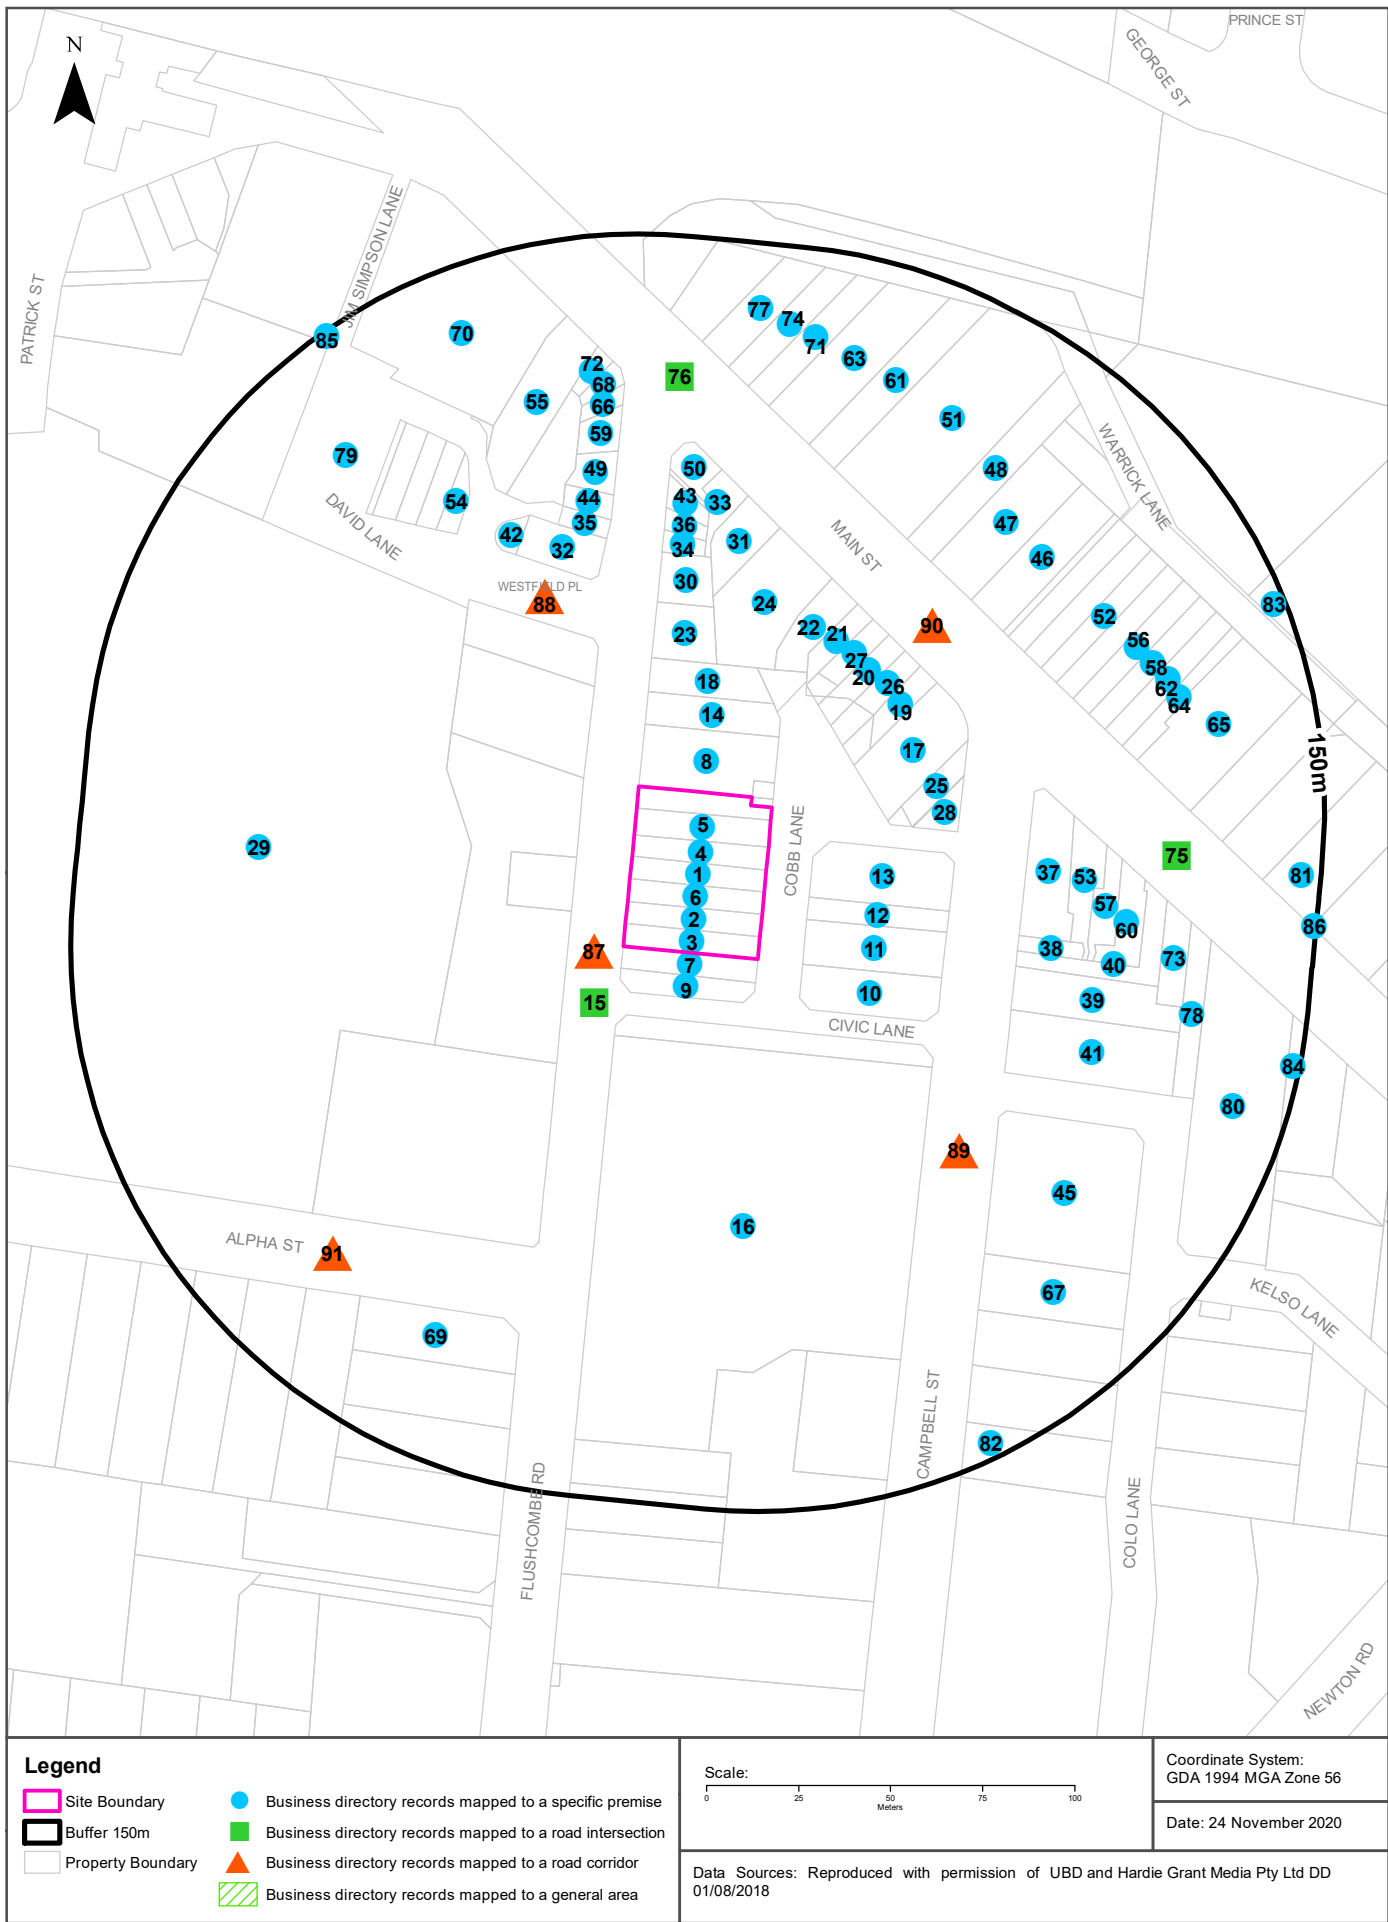 PRINCE ST
GEORGE ST
N
JIM SIMPSON LANE
PATRICK ST
77
74
71
85
70
63
72
76
61
68
55
66
51
59
WARRICK LANE
79
50
48
49
43
33
54
44
DAVID LANE
35
36
47
42
31
MAIN ST
32
34
46
30
WESTFIELD PL
88
24
83
52
22
90
23
21
56
27
58
20
18
26
62
64
19
14
65
17
8
150m
25
28
5
COBB LANE
29
4
75
1
13
37
53
81
6
57
2
12
60
86
3
11
38
87
7
40
73
9
10
39
15
78
CIVIC LANE
41
84
80
89
45
16
ALPHA ST
91
67
KELSO LANE
69
CAMPBELL ST
82
FLUSHCOMBE RD
COLO LANE
NEWTON RD
Legend
Site Boundary
Buffer 150m
Property Boundary
Business directory records mapped to a specific premise
Business directory records mapped to a road intersection
Business directory records mapped to a road corridor
Business directory records mapped to a general area
Scale:
0 25 50 75 100
Meters
Coordinate System:
GDA 1994 MGA Zone 56
Date: 24 November 2020
Data Sources: Reproduced with permission of UBD and Hardie Grant Media Pty Ltd DD
01/08/2018